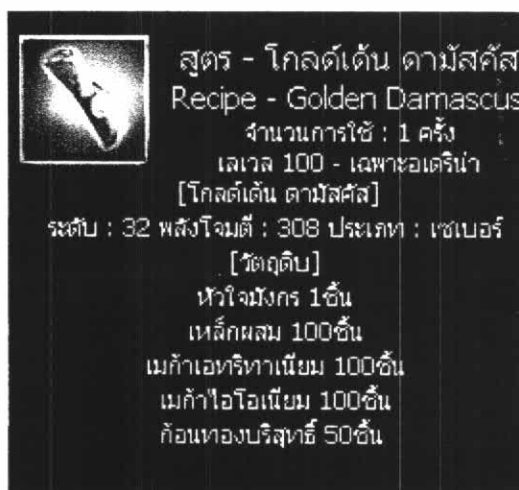 สูตร - โกลด์เด้น ดามัสคัส
Recipe - Golden Damascus
จำนวนการใช้ : 1 ครั้ง
เลเวล 100 - เฉพาะอเดริน่า
[โกลด์เด้น ดามัสคัส]
ระดับ : 32 พลังโจมตี : 308 ประเภท : เซเบอร์
[วัตถุดิบ]
หัวใจมังกร 1ชิ้น
เหล็กผสม 100ชิ้น
เมก้าเอทริทาเนียม 100ชิ้น
เมก้าไอโอเนียม 100ชิ้น
ก้อนทองบริสุทธิ์ 50ชิ้น